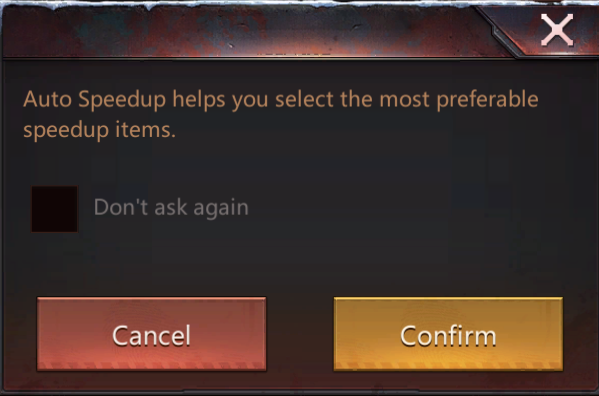 Auto Speedup helps you select the most preferable
speedup items.
Don't ask again
Cancel
Confirm